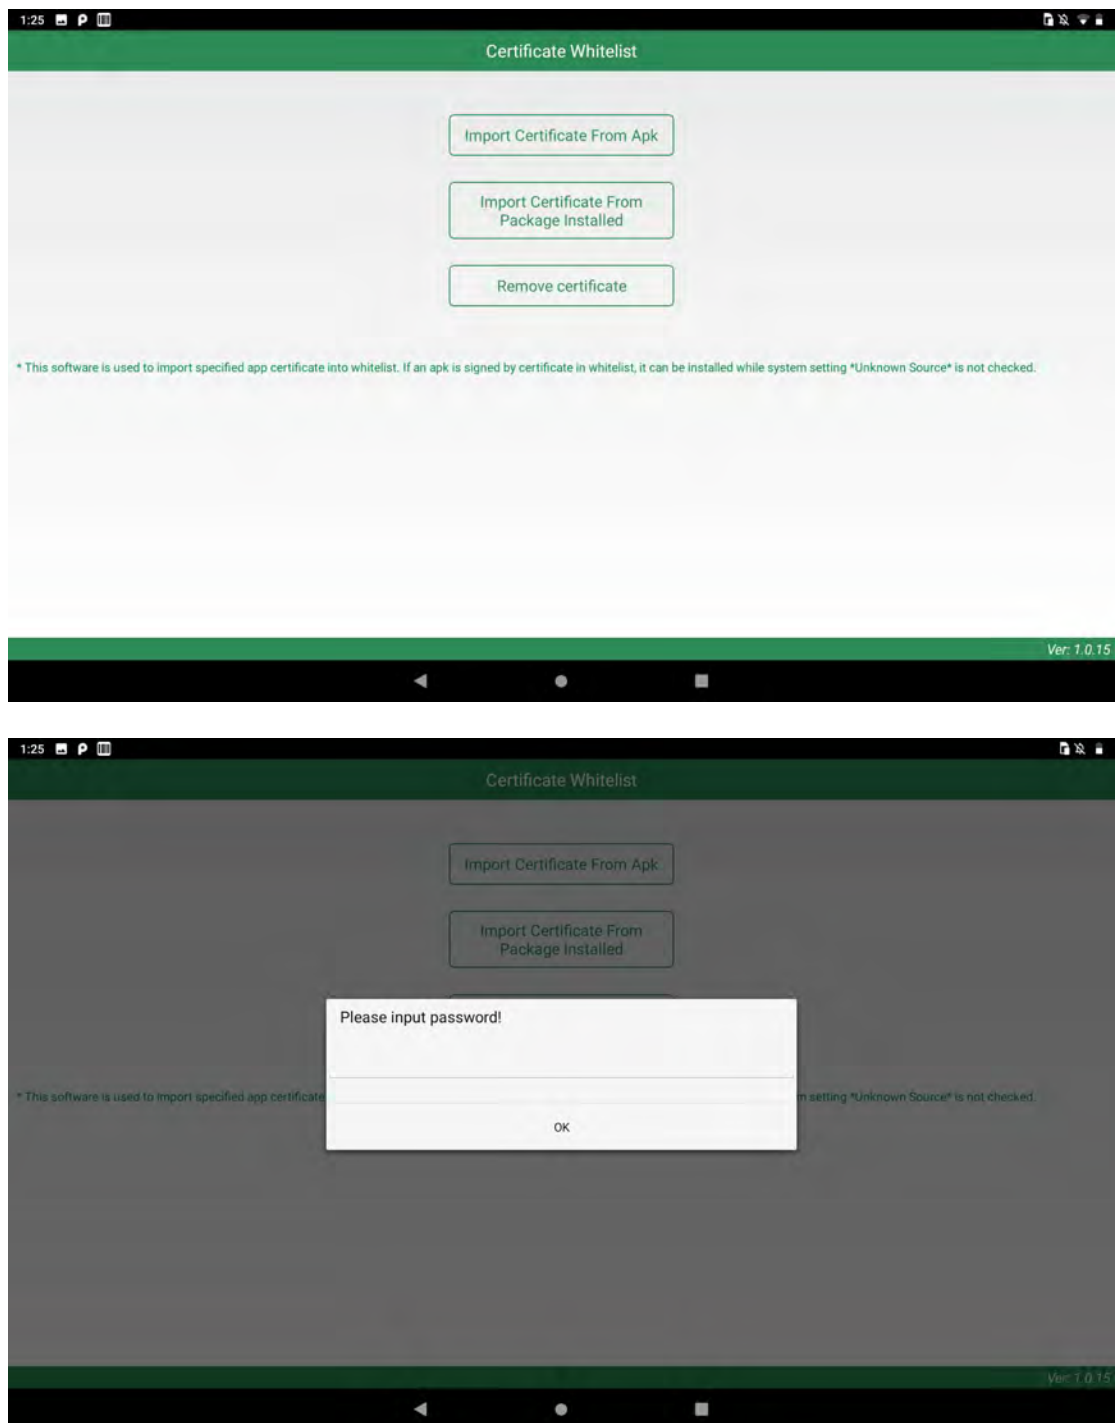 1:25
Certificate Whitelist
Import Certificate From Apk
Import Certificate From
Package Installed
Remove certificate
* This software is used to import specified app certificate into whitelist. If an apk is signed by certificate in whitelist, it can be installed while system setting *Unknown Source* is not checked.
Ver: 1.0.15
1:25
Certificate Whitelist
Import Certificate From Apk
Import Certificate From
Package Installed
Please input password!
* This software is used to import specified app certificate
m setting *Unknown Source* is not checked.
OK
Ver: 1.0.15